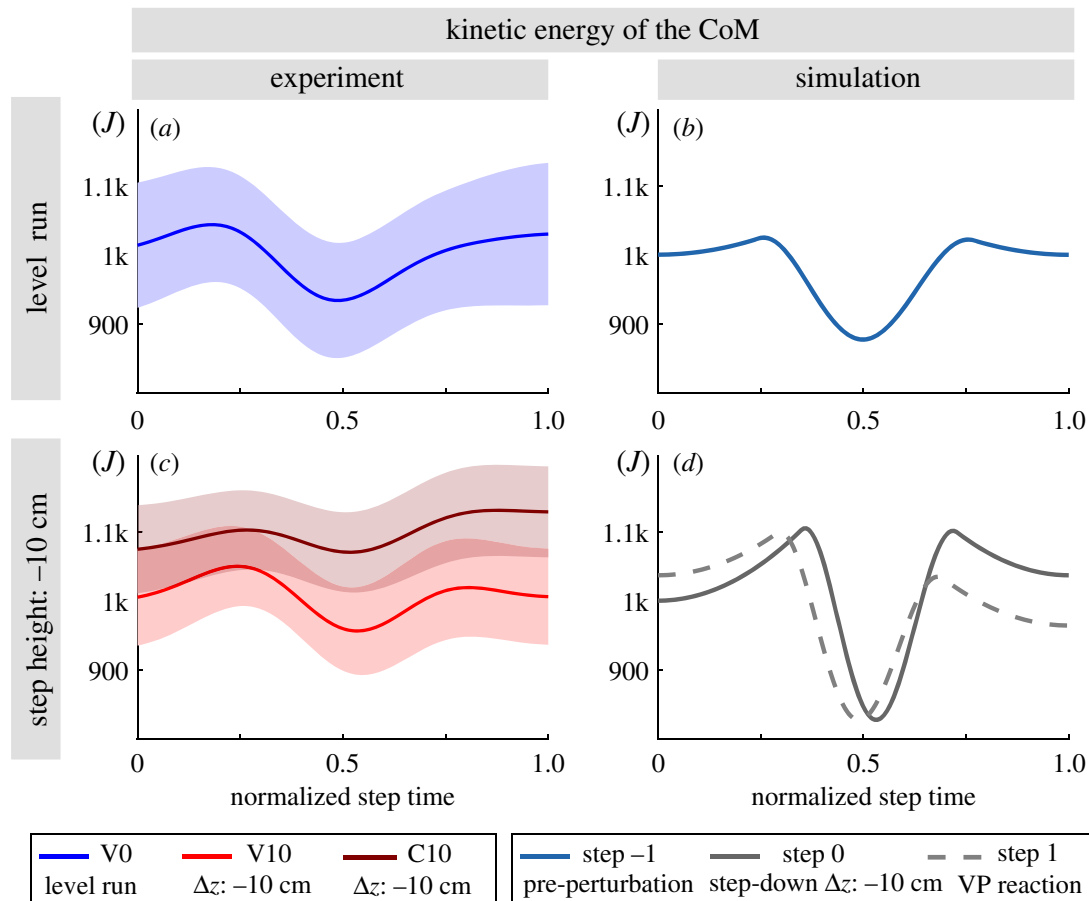 kinetic energy of the CoM
experiment
simulation
level run
(J)
(a)
1.1k
1k
900
0
0.5
1.0
(J)
(b)
1.1k
1k
900
0
0.5
1.0
step height: –10 cm
(J)
(c)
1.1k
1k
900
0
0.5
1.0
normalized step time
(J)
(d)
1.1k
1k
900
0
0.5
1.0
normalized step time
V0
level run
V10
Δz: –10 cm
C10
Δz: –10 cm
step –1
pre-perturbation
step 0
step-down Δz: –10 cm
step 1
VP reaction